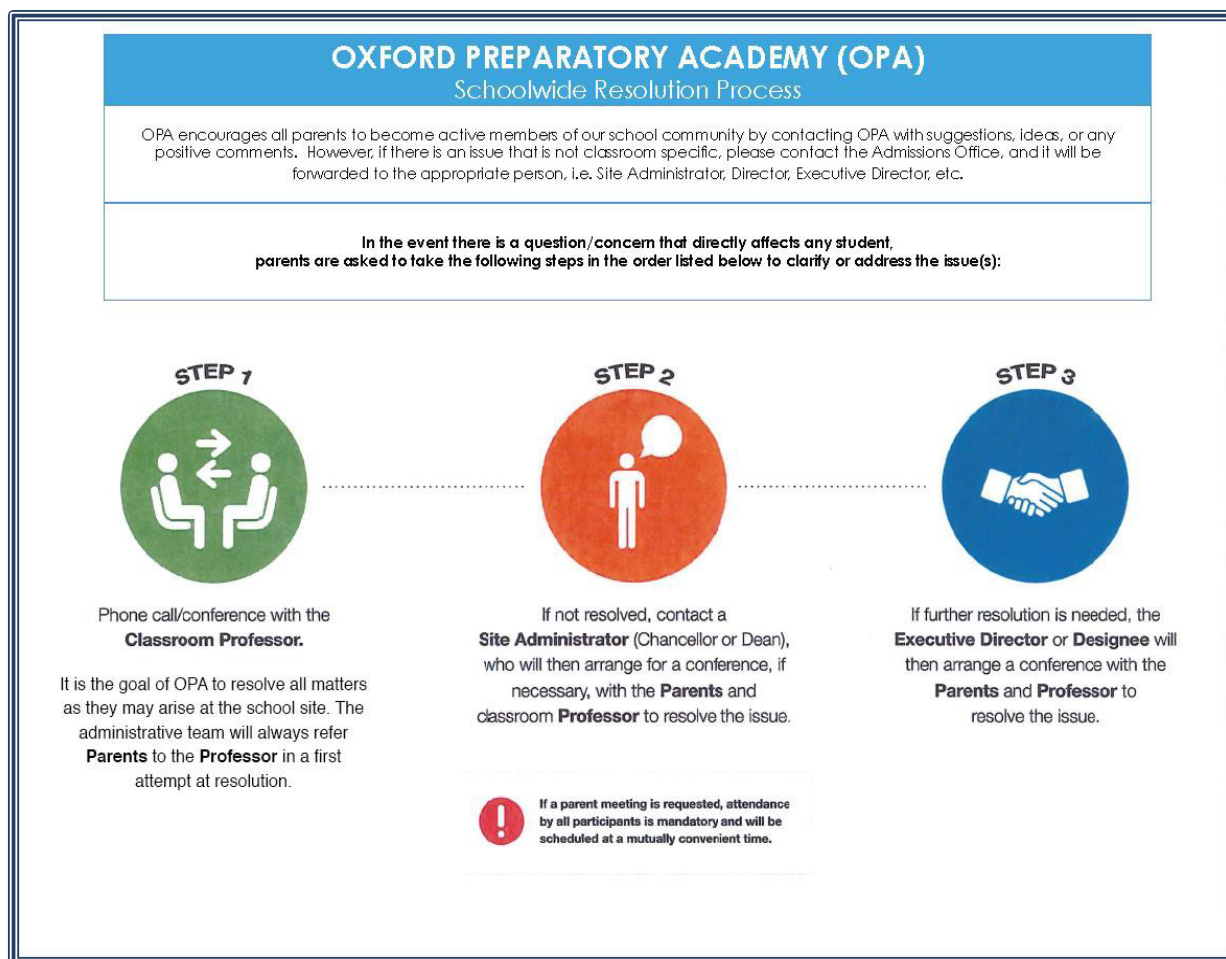 OXFORD PREPARATORY ACADEMY (OPA)
Schoolwide Resolution Process
OPA encourages all parents to become active members of our school community by contacting OPA with suggestions, ideas, or any
positive comments. However, if there is an issue that is not classroom specific, please contact the Admissions Office, and it will be
forwarded to the appropriate person, i.e. Site Administrator, Director, Executive Director, etc.
In the event there is a question/concern that directly affects any student,
parents are asked to take the following steps in the order listed below to clarify or address the issue(s):
STEP 1
Phone call/conference with the
Classroom Professor.
It is the goal of OPA to resolve all matters
as they may arise at the school site. The
administrative team will always refer
Parents to the Professor in a first
attempt at resolution.
STEP 2
If not resolved, contact a
Site Administrator (Chancellor or Dean),
who will then arrange for a conference, if
necessary, with the Parents and
classroom Professor to resolve the issue.
If a parent meeting is requested, attendance
by all participants is mandatory and will be
scheduled at a mutually convenient time.
STEP 3
If further resolution is needed, the
Executive Director or Designee will
then arrange a conference with the
Parents and Professor to
resolve the issue.